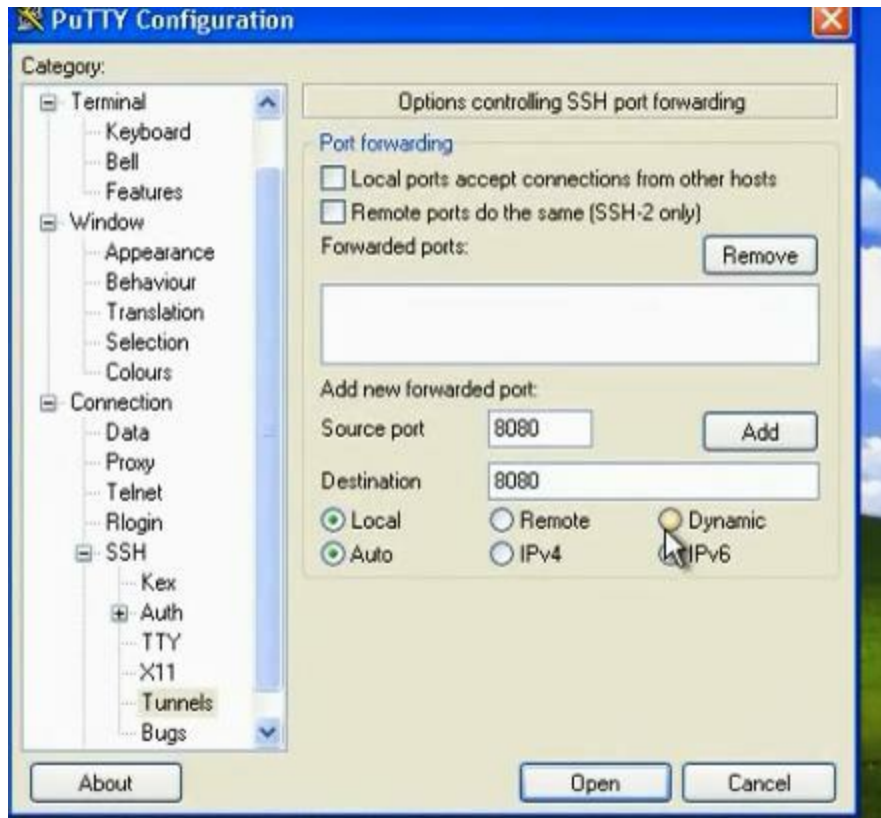 PuTTY Configuration
Category:
Terminal
Keyboard
Bell
Features
Window
Appearance
Behaviour
Translation
Selection
Colours
Connection
Data
Proxy
Telnet
Rlogin
SSH
Kex
Auth
TTY
X11
Tunnels
Bugs
Options controlling SSH port forwarding
Port forwarding
Local ports accept connections from other hosts
Remote ports do the same (SSH-2 only)
Forwarded ports:
Remove
Add new forwarded port:
Source port 8080 Add
Destination 8080
Local Remote Dynamic
Auto IPv4 IPv6
About Open Cancel